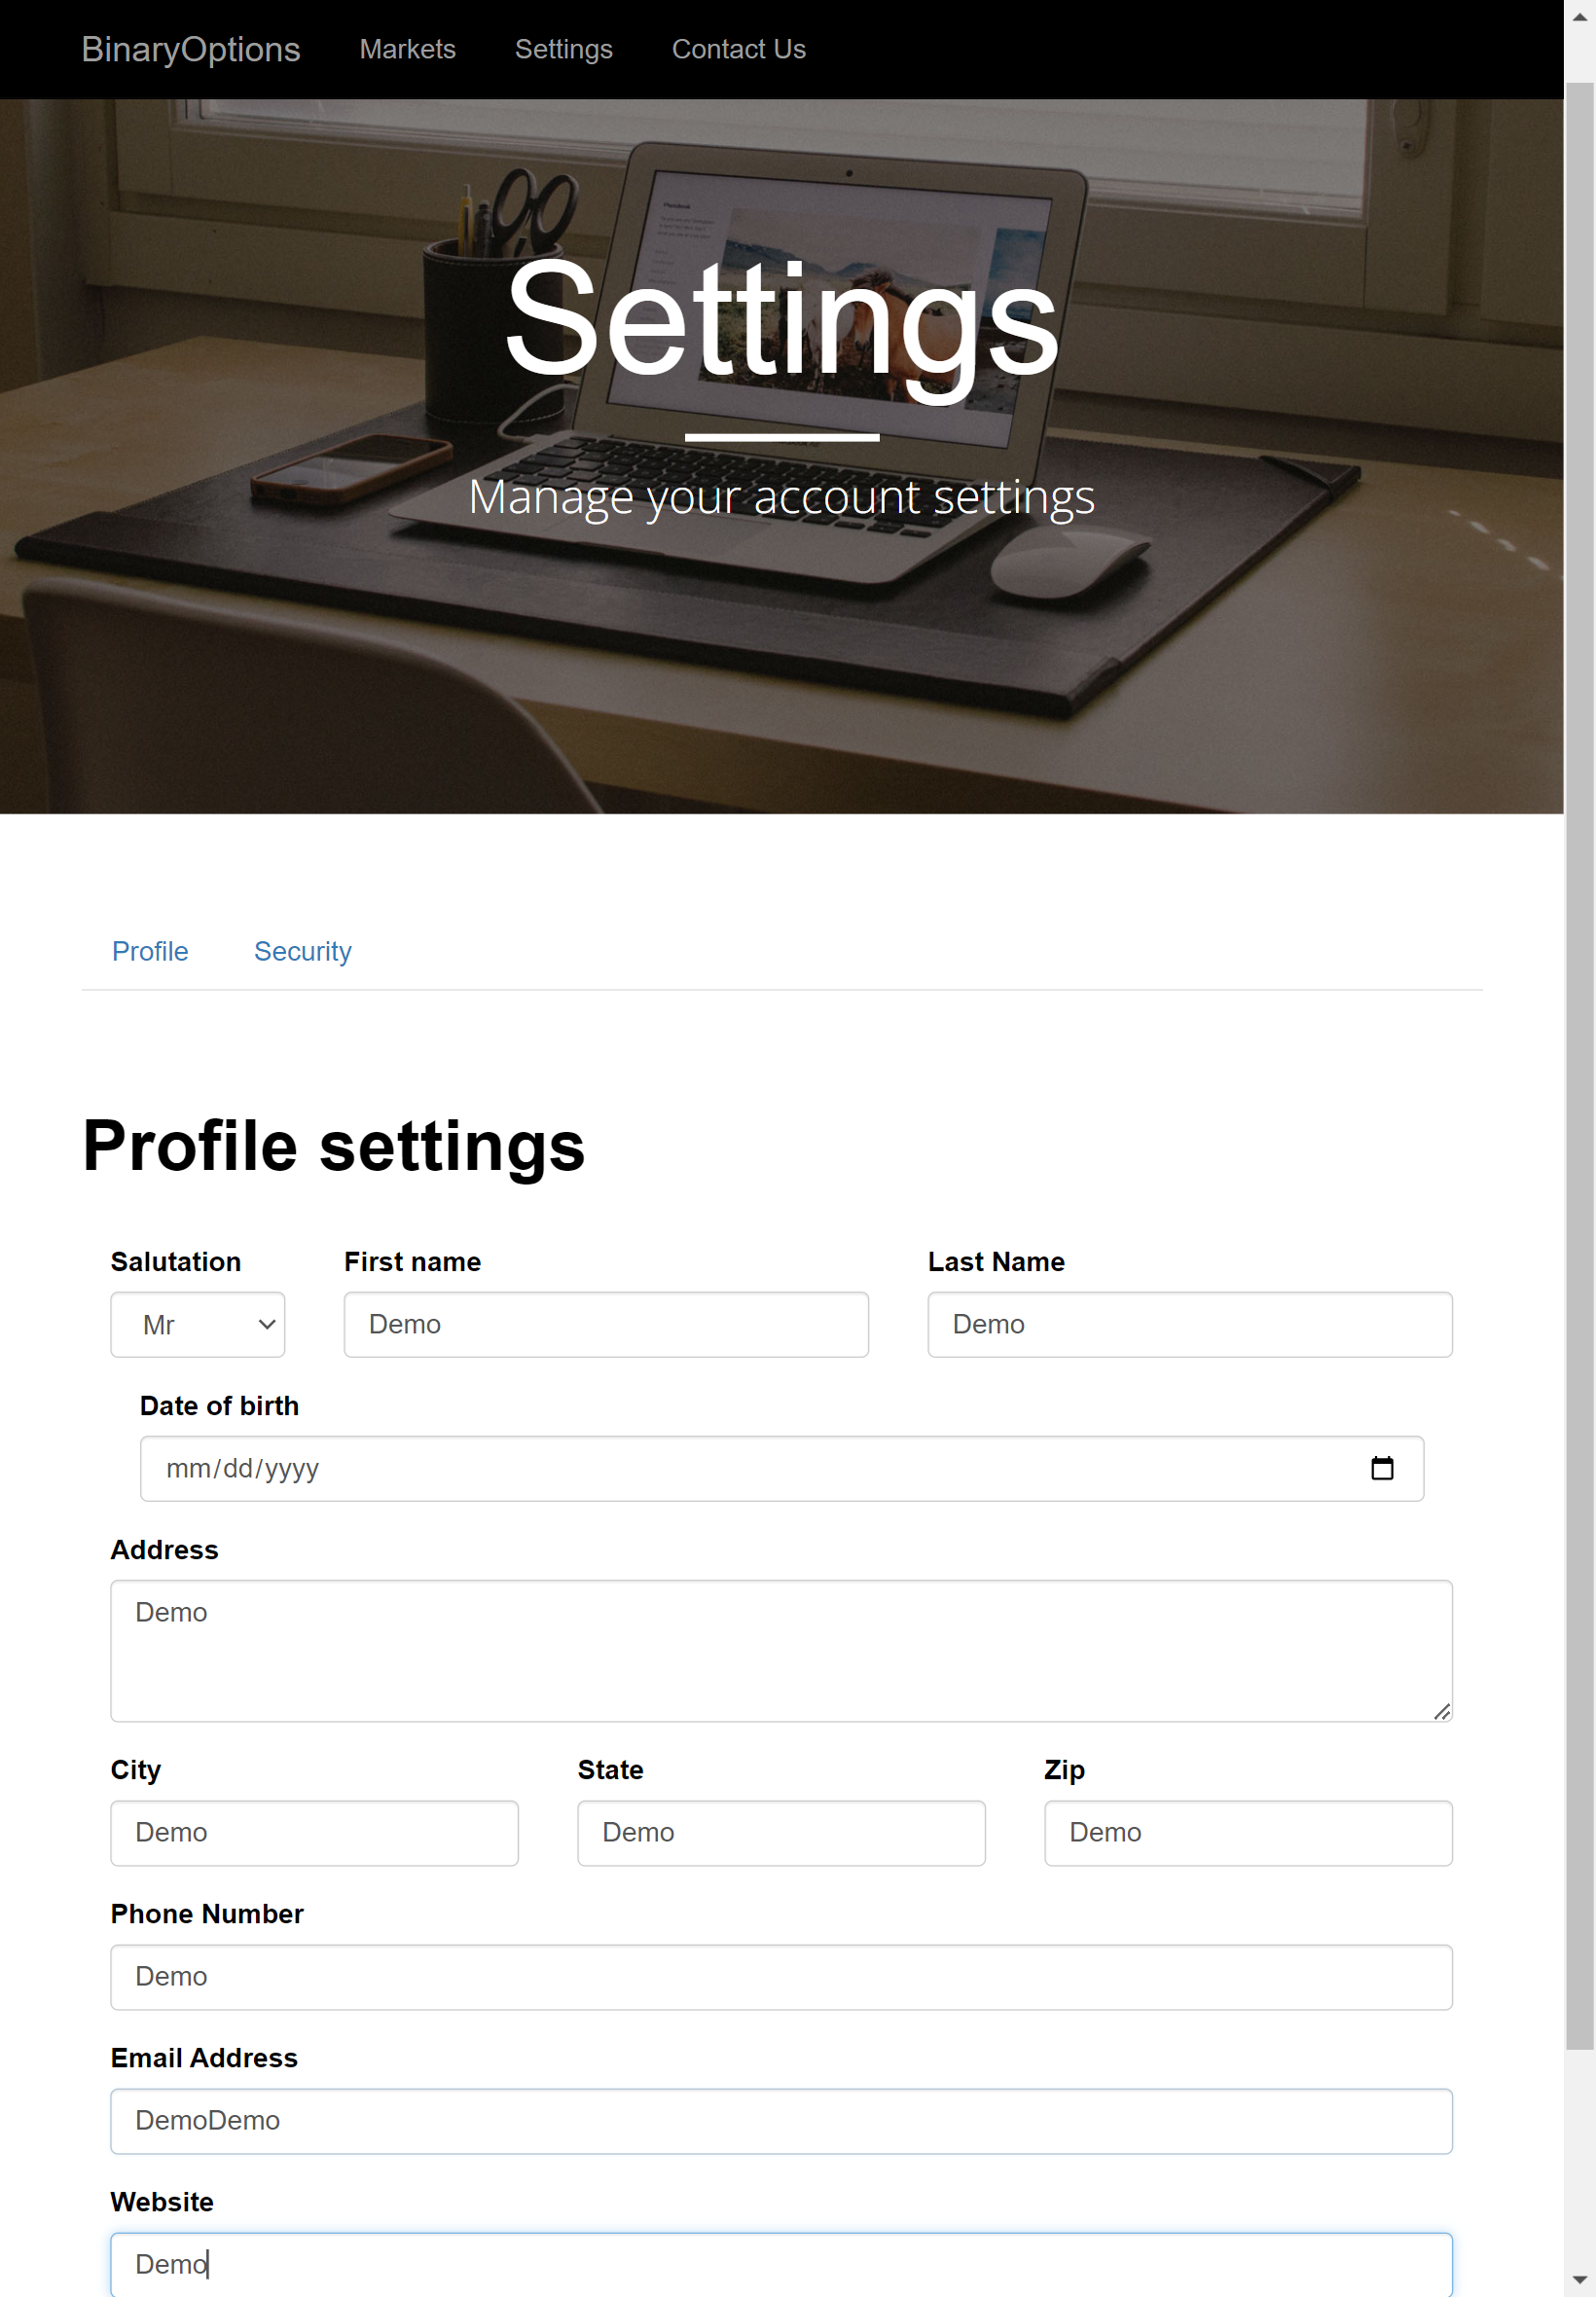 BinaryOptions Markets Settings Contact Us
Settings
Manage your account settings
Profile Security
Profile settings
Salutation First name Last Name
Mr Demo Demo
Date of birth
mm/dd/yyyy
Address
Demo
City State Zip
Demo Demo Demo
Phone Number
Demo
Email Address
DemoDemo
Website
Demo